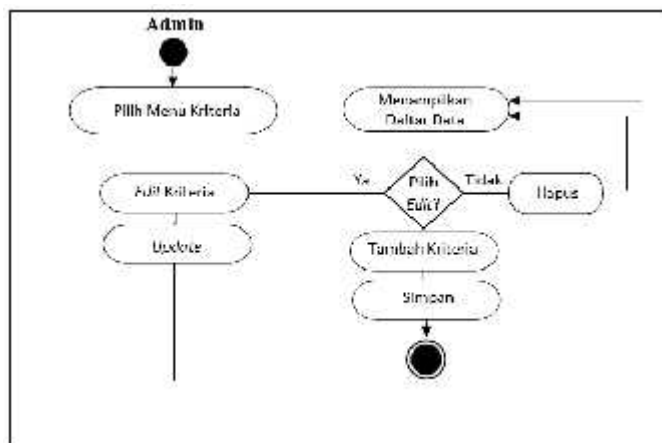 Admin
Pilih Menu Kriteria
Menampilkan
Daftar Data
Edit Kriteria
Ya
Pilih
Edit?
Tidak
Hapus
Update
Tambah Kriteria
Simpan